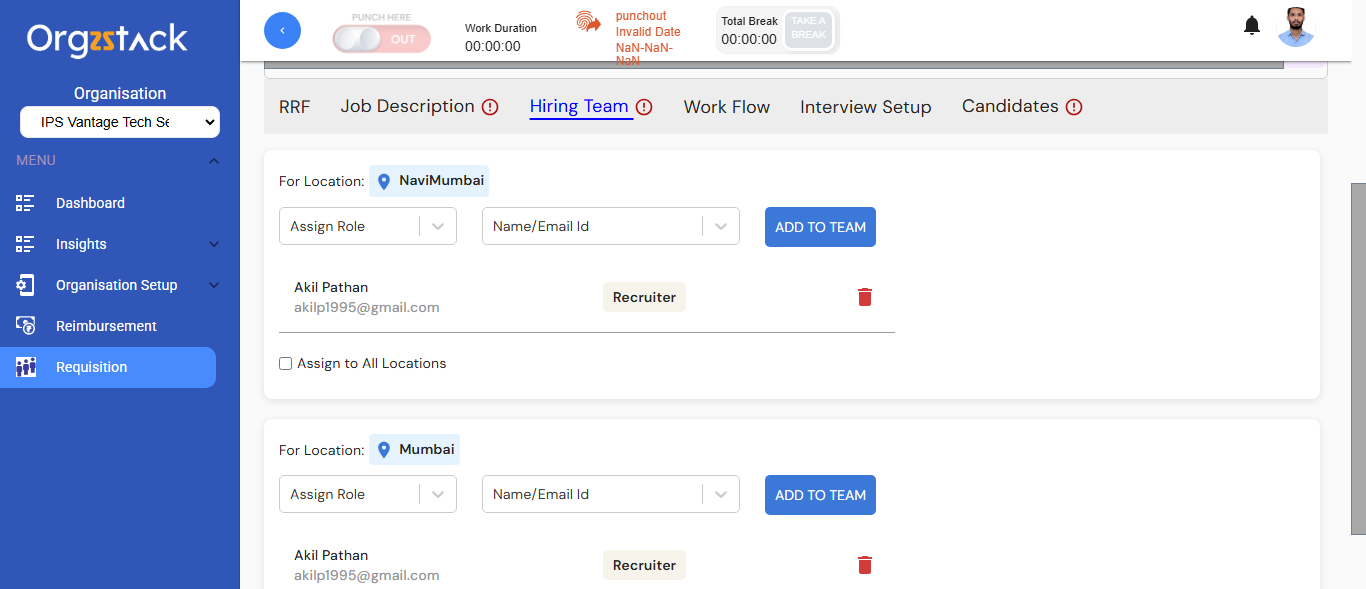 Orgzstack
Organisation
IPS Vantage Tech Se
MENU
Dashboard
Insights
Organisation Setup
Reimbursement
Requisition
PUNCH HERE
OUT
Work Duration
00:00:00
punchout
Invalid Date
NaN-NaN-
NaN
Total Break
00:00:00
TAKE A
BREAK
RRF Job Description Hiring Team Work Flow Interview Setup Candidates
For Location: NaviMumbai
Assign Role Name/Email Id ADD TO TEAM
Akil Pathan
akilp1995@gmail.com
Recruiter
Assign to All Locations
For Location: Mumbai
Assign Role Name/Email Id ADD TO TEAM
Akil Pathan
akilp1995@gmail.com
Recruiter